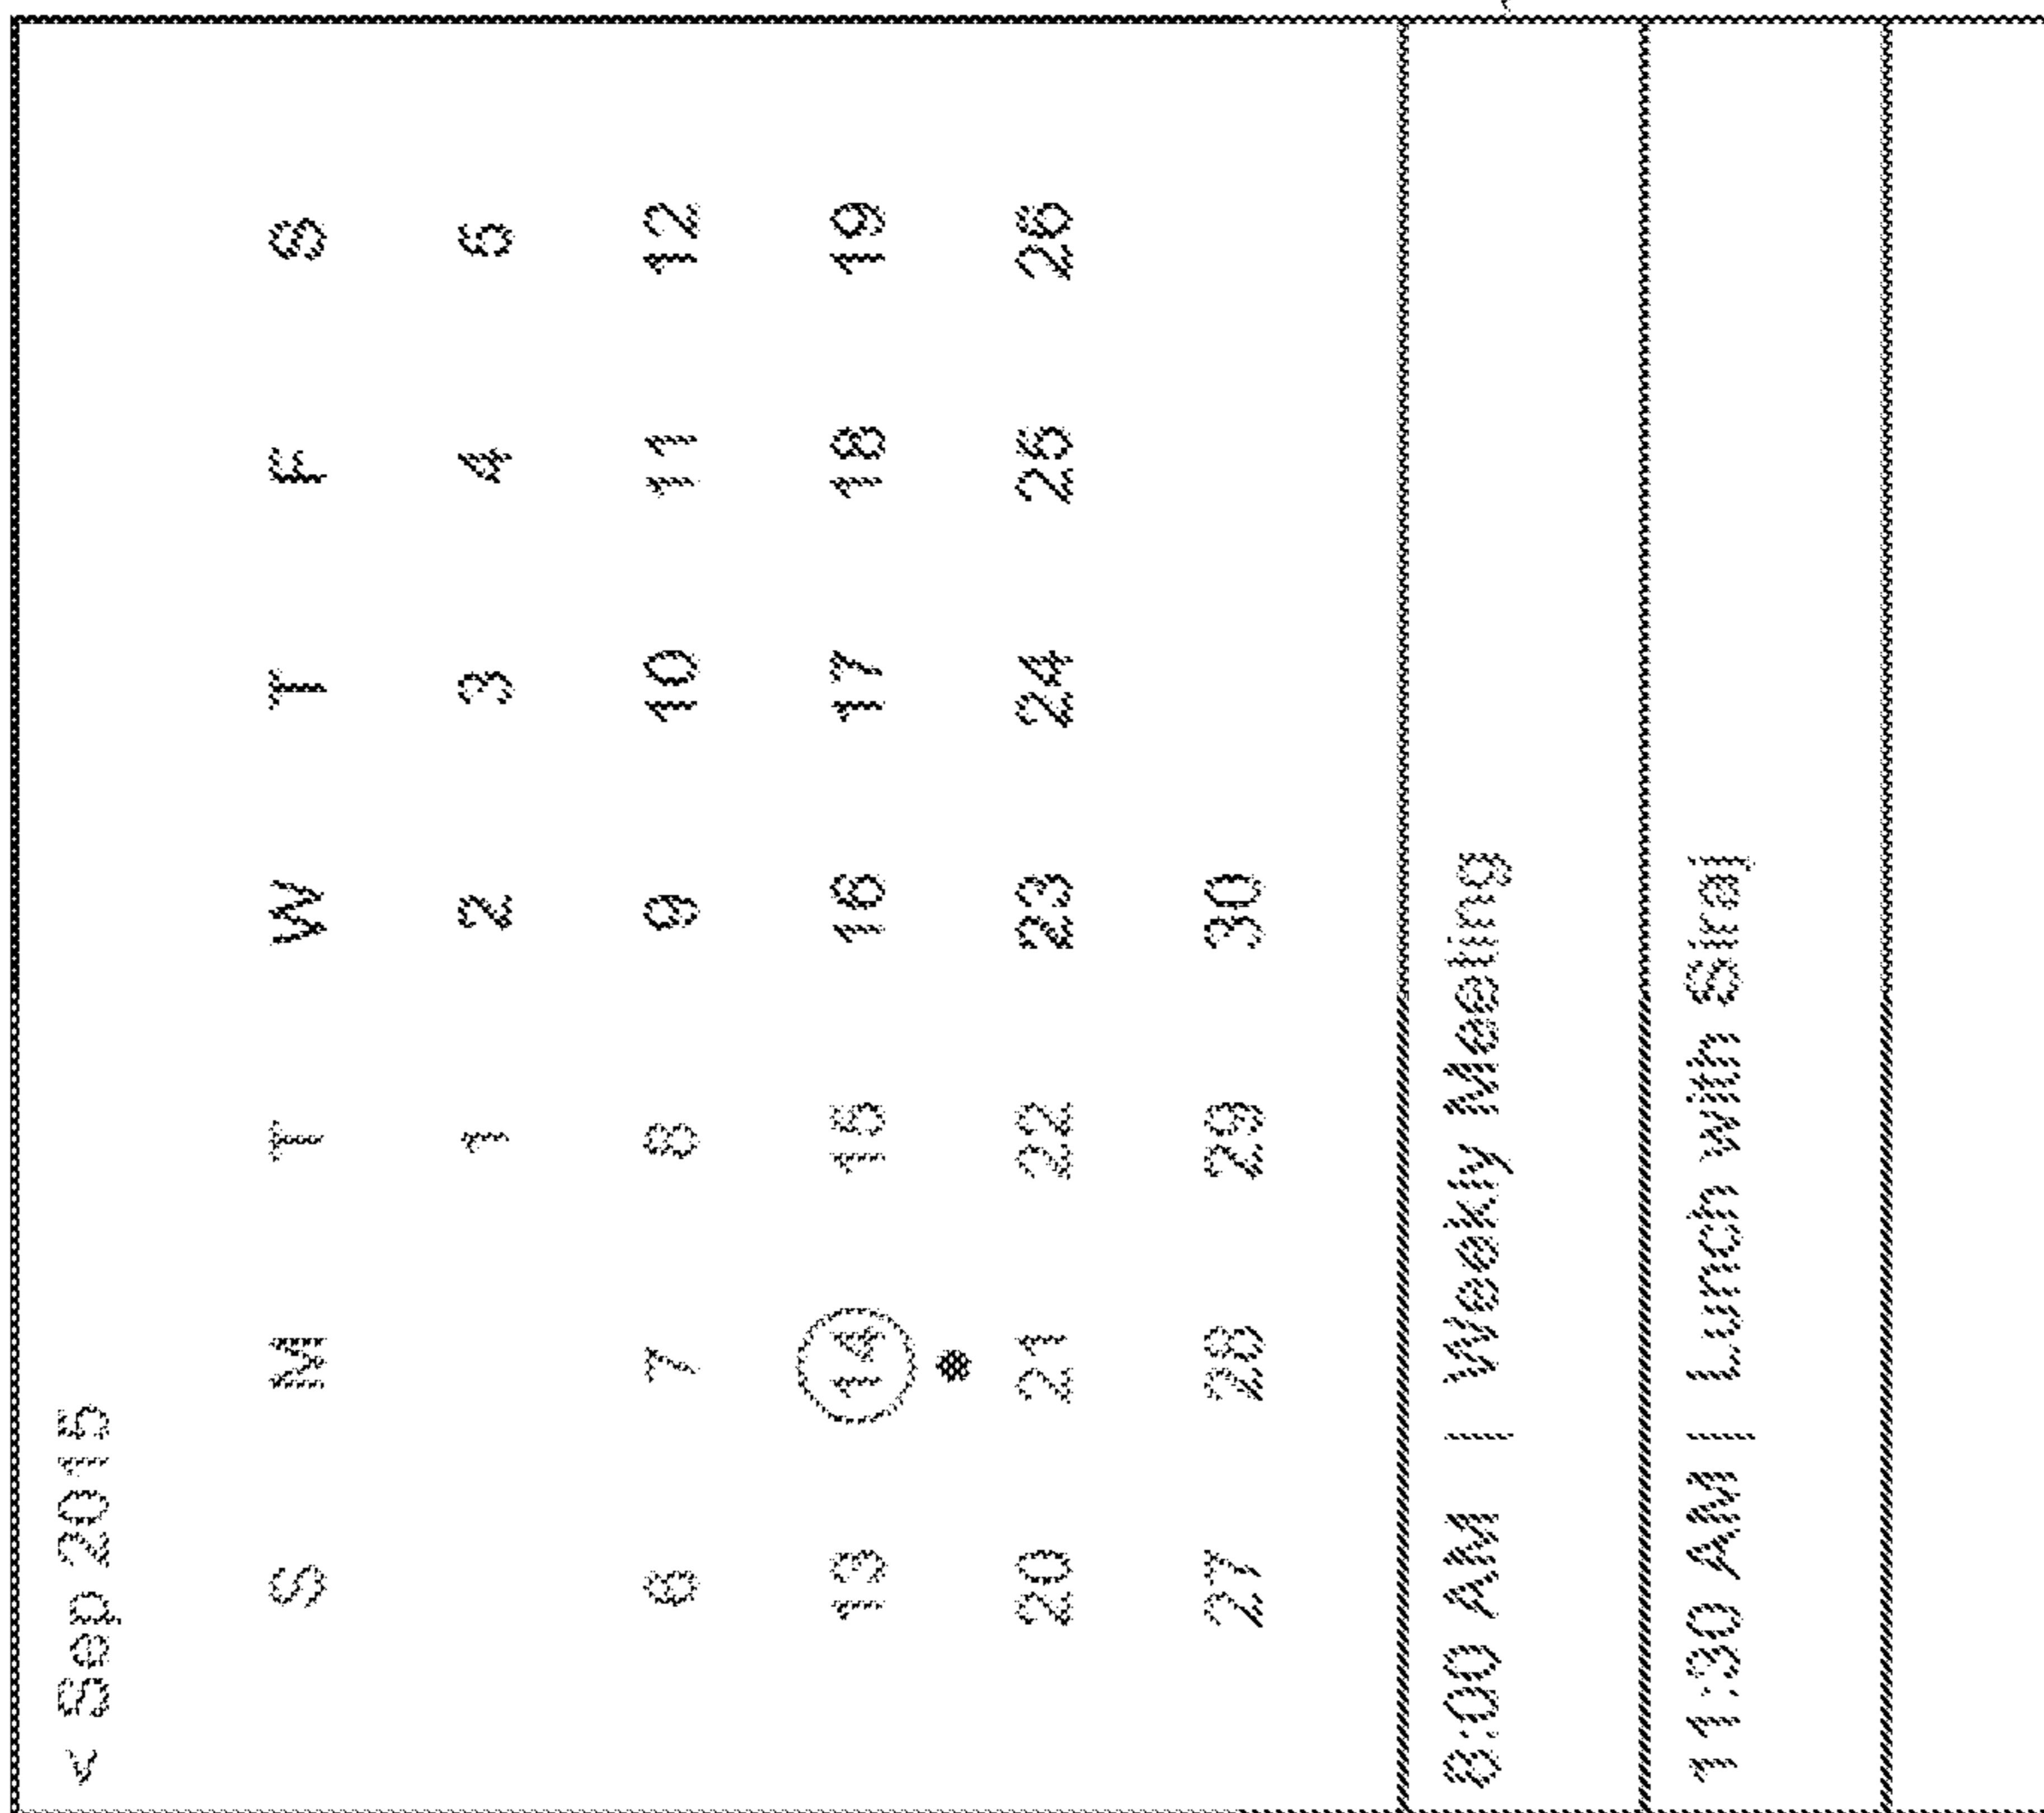 < Sep 2015
S M T W T F S
1 2 3 4 5
6 7 8 9 10 11 12
13 14 15 16 17 18 19
20 21 22 23 24 25 26
27 28 29 30
8:00 AM | Weekly Meeting
11:30 AM | Lunch with Siraj